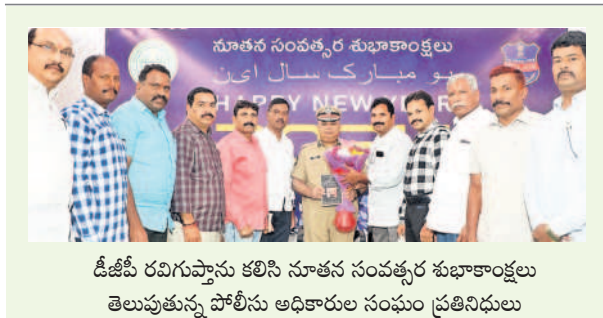 నూతన సంవత్సర శుభాకాంక్షలు
HAPPY NEW YEAR
డీజీపీ రవిగుప్తాను కలిసి నూతన సంవత్సర శుభాకాంక్షలు
తెలుపుతున్న పోలీసు అధికారుల సంఘం ప్రతినిధులు